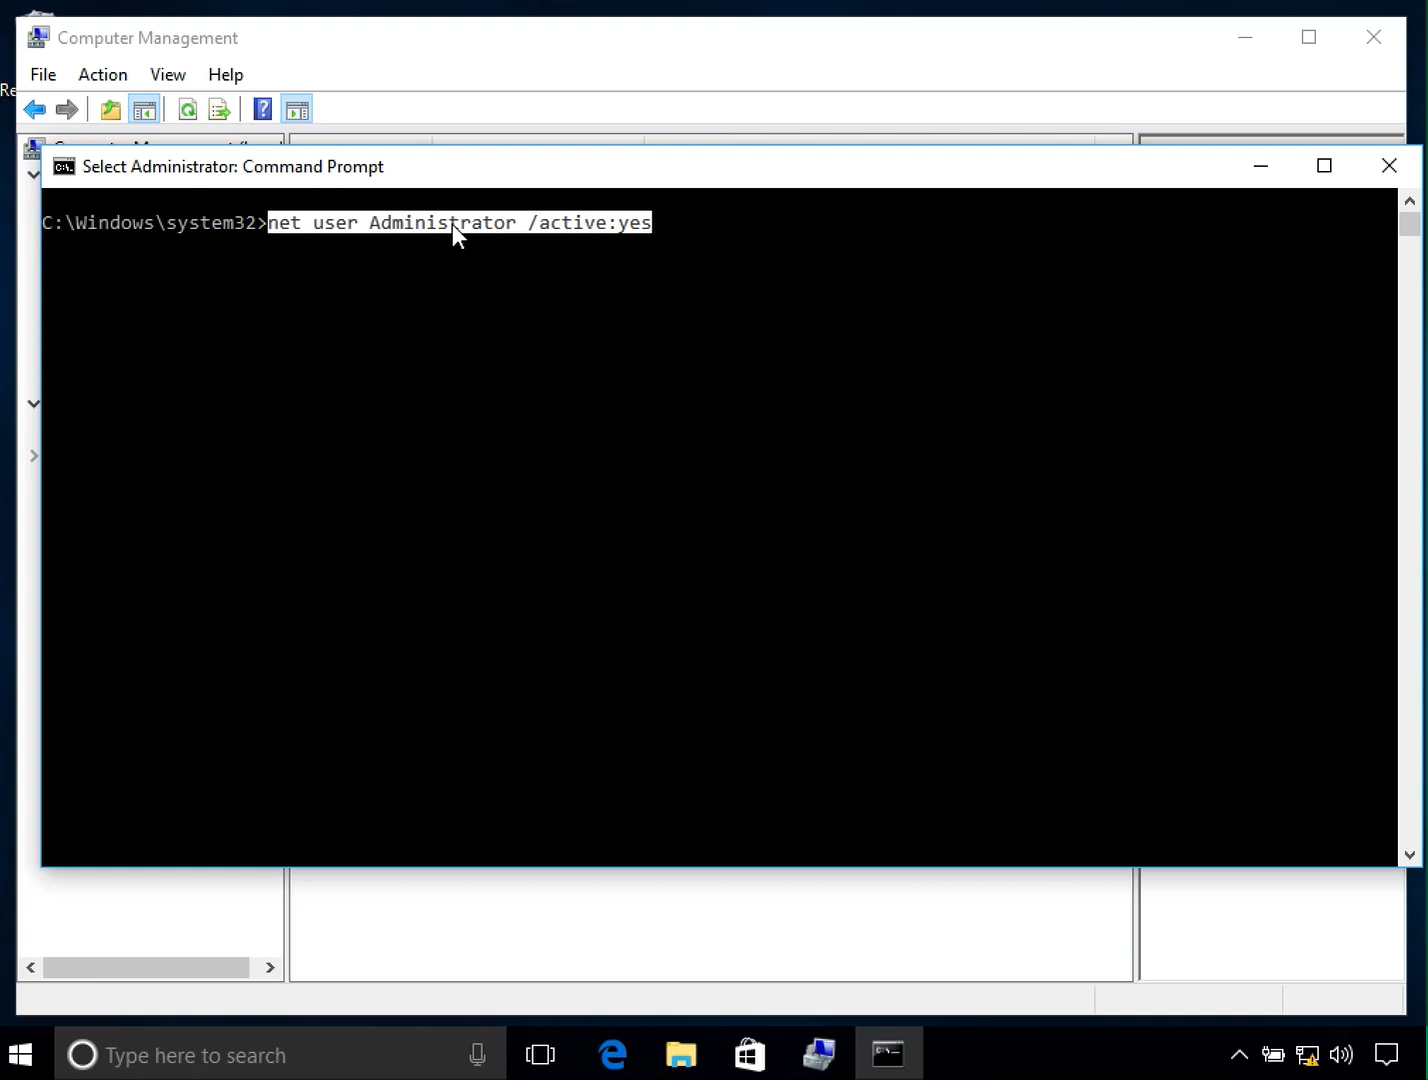 Computer Management
File Action View Help
Re
Select Administrator: Command Prompt
C:\Windows\system32>net user Administrator /active:yes
Type here to search